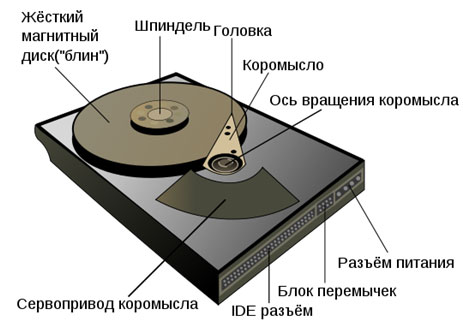 Жёсткий
магнитный
диск("блин")
Шпиндель
Головка
Коромысло
Ось вращения коромысла
Разъём питания
Блок перемычек
IDE разъём
Сервопривод коромысла